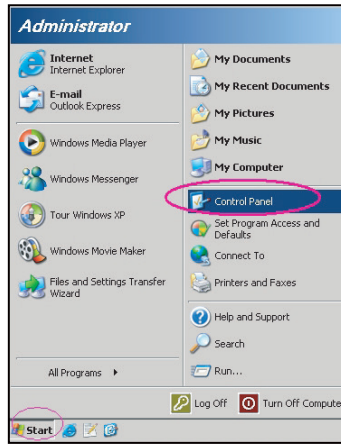 Administrator
Internet
Internet Explorer
E-mail
Outlook Express
Windows Media Player
Windows Messenger
Tour Windows XP
Windows Movie Maker
Files and Settings Transfer
Wizard
All Programs
My Documents
My Recent Documents
My Pictures
My Music
My Computer
Control Panel
Set Program Access and
Defaults
Connect To
Printers and Faxes
Help and Support
Search
Run...
Log Off
Turn Off Compute
Start